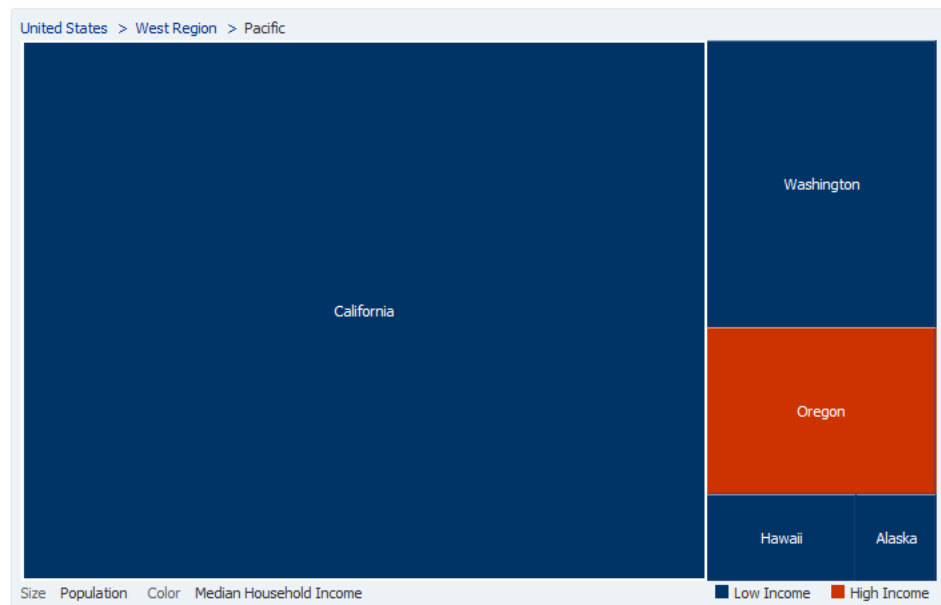 United States > West Region > Pacific
Washington
California
Oregon
Hawaii Alaska
Size Population Color Median Household Income Low Income High Income